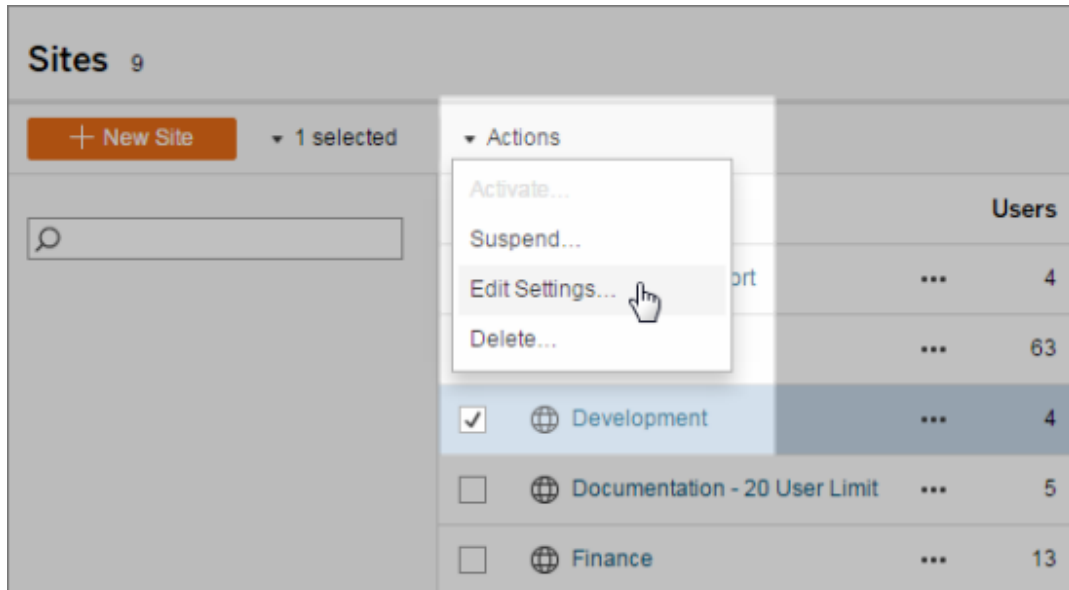 Sites 9
New Site 1 selected Actions
Activate...
Users
Suspend...
Edit Settings... ort ... 4
Delete... ... 63
Development ... 4
Documentation - 20 User Limit ... 5
Finance ... 13